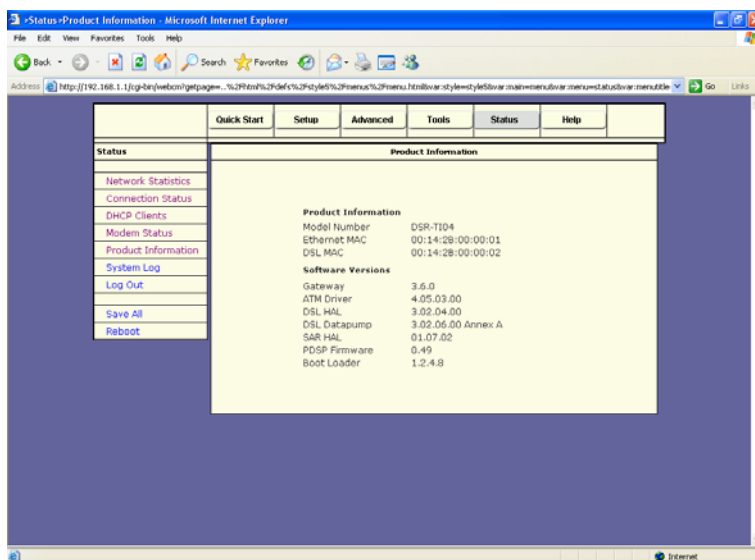 »Status»Product Information - Microsoft Internet Explorer
File Edit View Favorites Tools Help
Back Search Favorites
Address http://192.168.1.1/cgi-bin/webcm?getpage=..%2Fhtml%2Fdefs%2Fstyle5%2Fmenus%2Fmenu.html&var:style=style5&var:main=menu&var:menu=status&var:menutitle Go Links
Quick Start Setup Advanced Tools Status Help
Status
Product Information
Network Statistics
Connection Status
DHCP Clients
Modem Status
Product Information
System Log
Log Out
Save All
Reboot
Product Information
Model Number DSR-TI04
Ethernet MAC 00:14:28:00:00:01
DSL MAC 00:14:28:00:00:02
Software Versions
Gateway 3.6.0
ATM Driver 4.05.03.00
DSL HAL 3.02.04.00
DSL Datapump 3.02.06.00 Annex A
SAR HAL 01.07.02
PDSP Firmware 0.49
Boot Loader 1.2.4.8
Internet